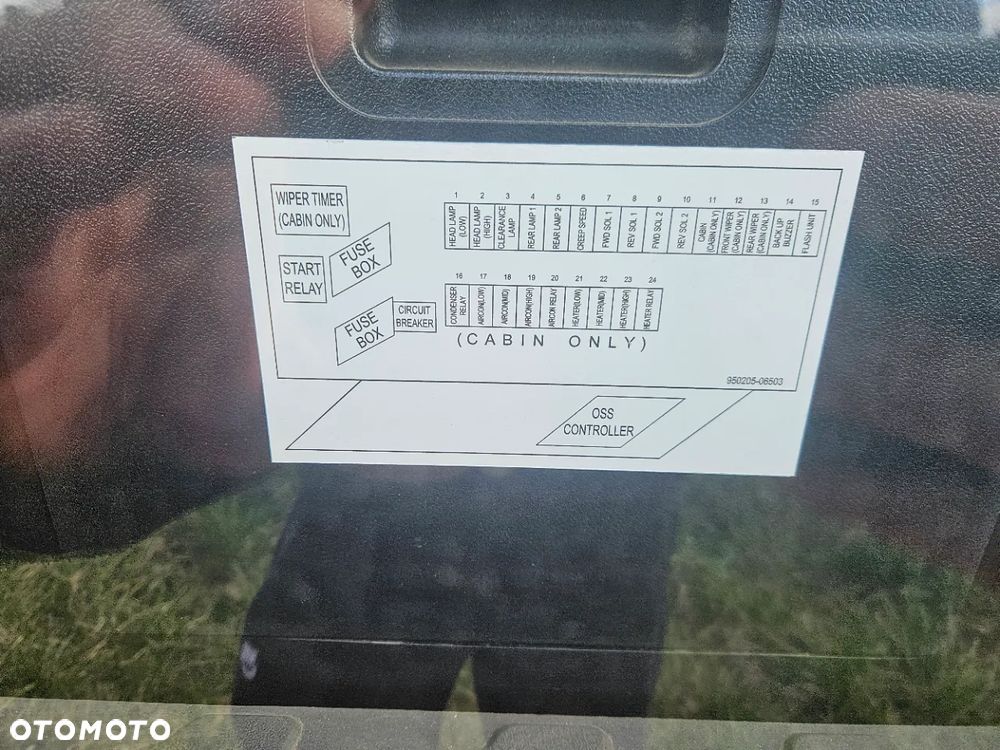 WIPER TIMER
(CABIN ONLY)
START
RELAY
FUSE
BOX
FUSE
BOX
CIRCUIT
BREAKER
1 2 3 4 5 6 7 8 9 10 11 12 13 14 15
HEAD LAMP
(LOW)
HEAD LAMP
(HIGH)
CLEARANCE
LAMP
REAR LAMP 1
REAR LAMP 2
CREEP SPEED
FWD SOL 1
REV SOL 1
FWD SOL 2
REV SOL 2
CABIN
(CABIN ONLY)
FRONT WIPER
(CABIN ONLY)
REAR WIPER
(CABIN ONLY)
BACK UP
BUZZER
FLASH UNIT
16 17 18 19 20 21 22 23 24
CONDENSER
RELAY
AIRCON(LOW)
AIRCON(MID)
AIRCON(HIGH)
AIRCON RELAY
HEATER(LOW)
HEATER(MID)
HEATER(HIGH)
HEATER RELAY
(CABIN ONLY)
950205-06503
OSS
CONTROLLER
OTOMOTO